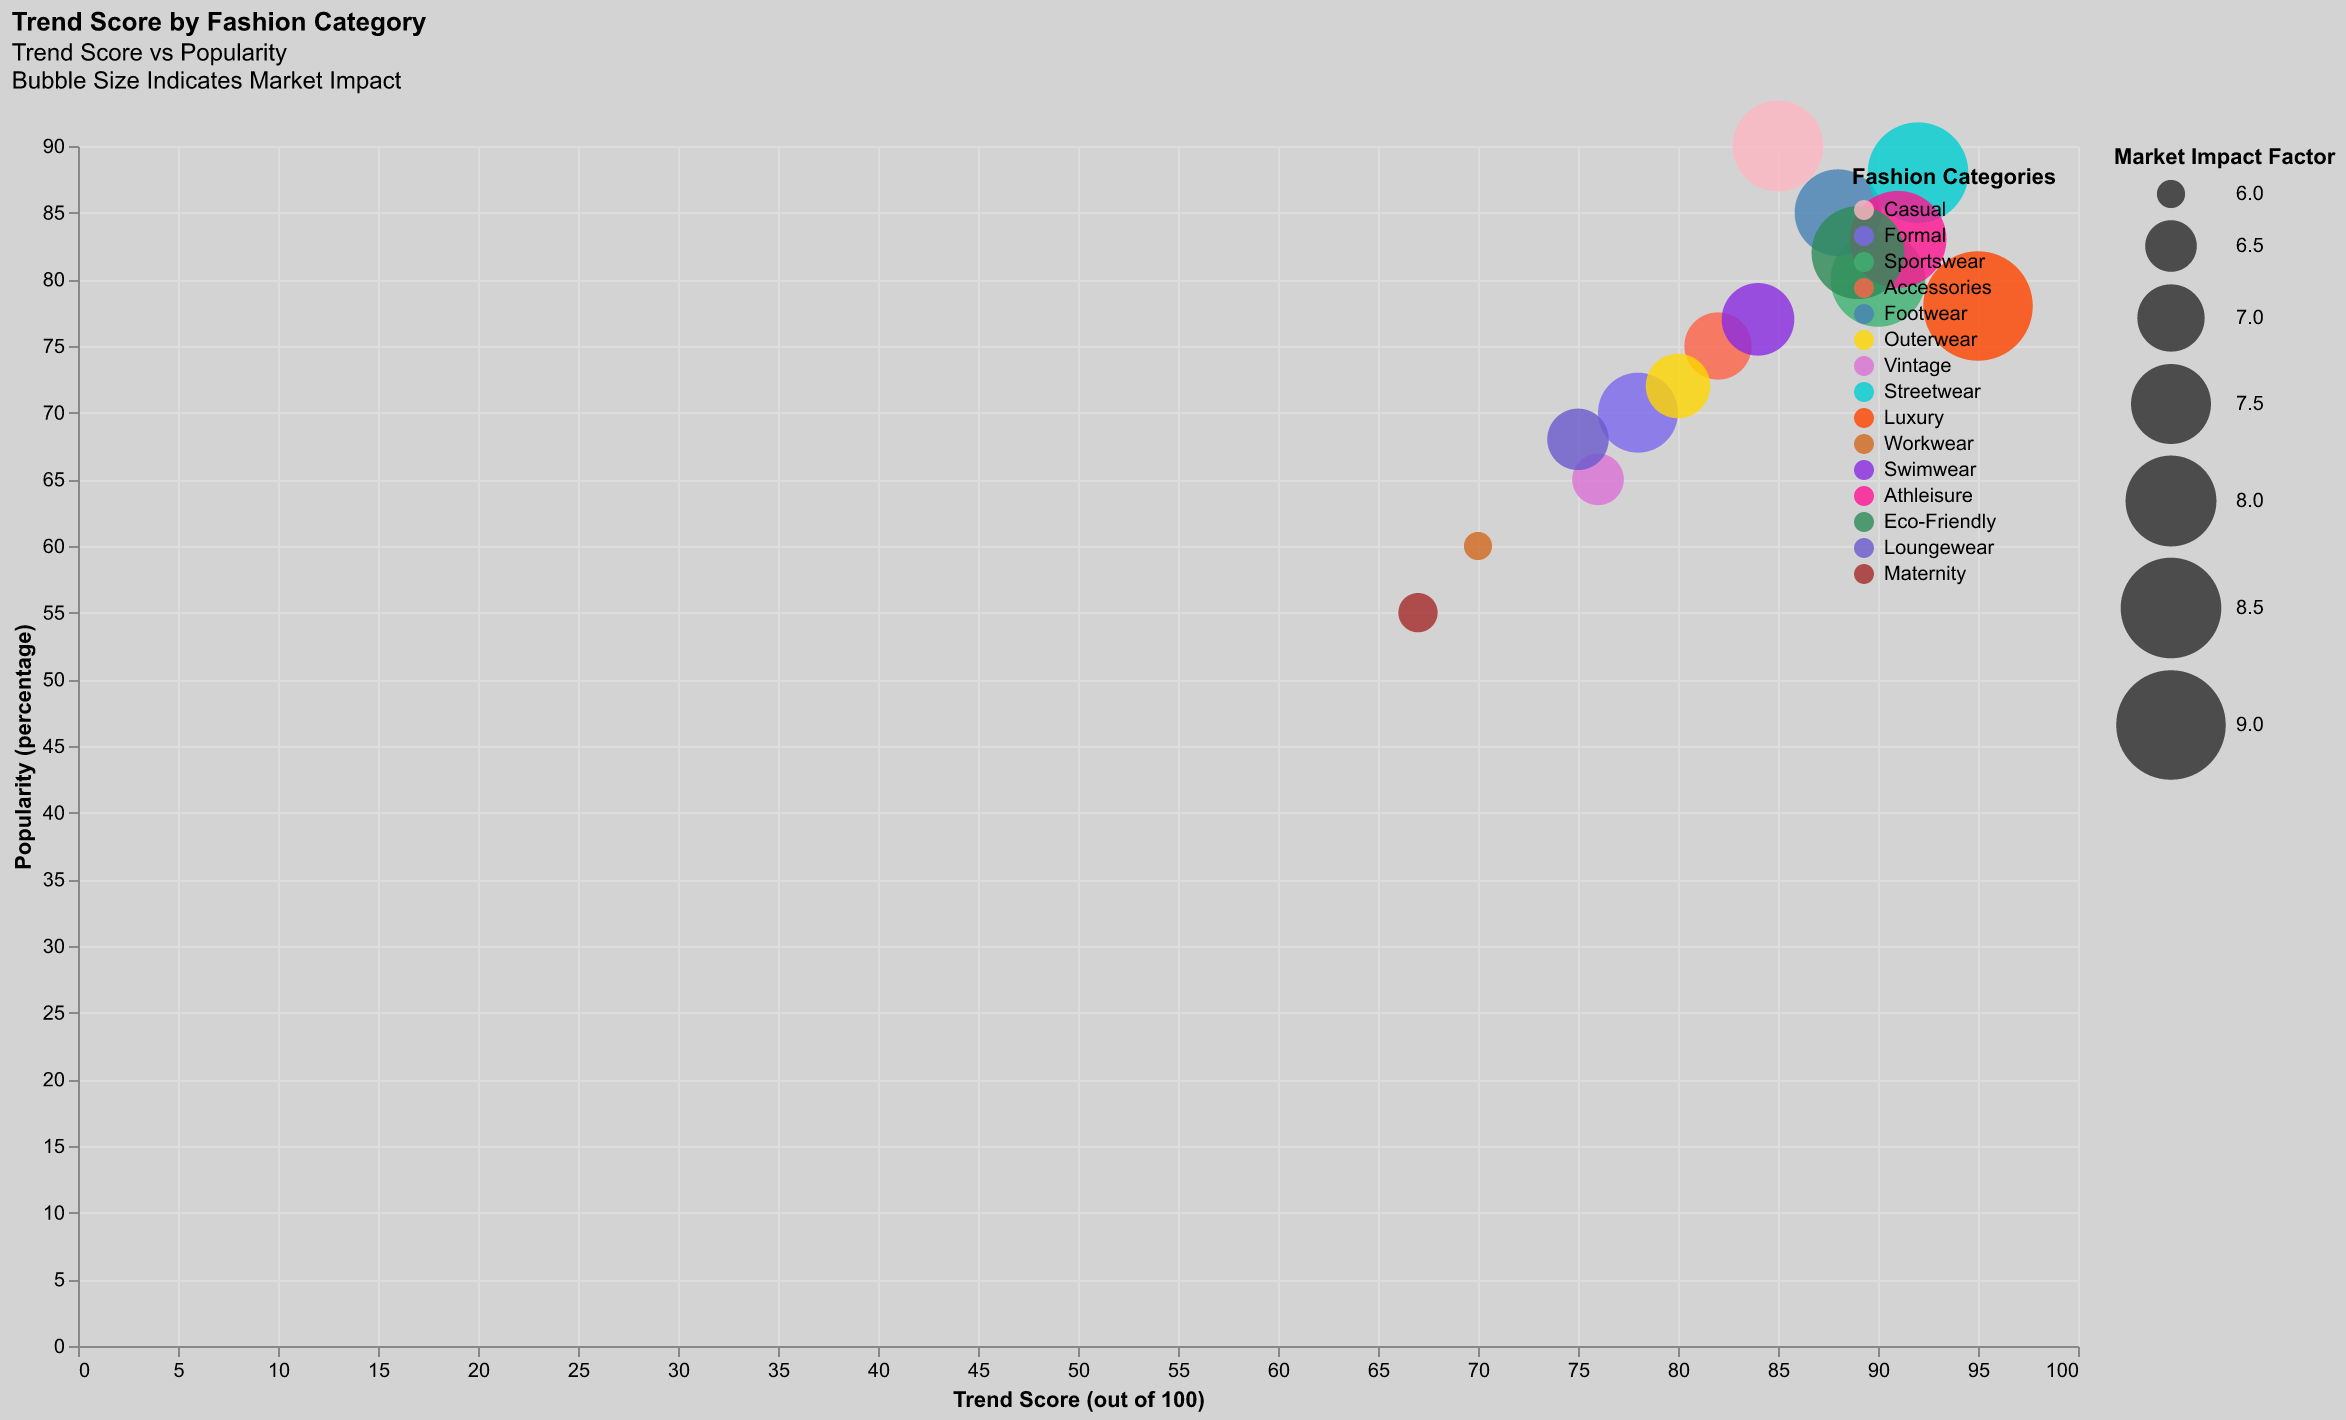 Trend Score by Fashion Category
Trend Score vs Popularity
Bubble Size Indicates Market Impact
Popularity (percentage)
90
85
80
75
70
65
60
55
50
45
40
35
30
25
20
15
10
5
0
0 5 10 15 20 25 30 35 40 45 50 55 60 65 70 75 80 85 90 95 100
Trend Score (out of 100)
Fashion Categories
Casual
Formal
Sportswear
Accessories
Footwear
Outerwear
Vintage
Streetwear
Luxury
Workwear
Swimwear
Athleisure
Eco-Friendly
Loungewear
Maternity
Market Impact Factor
6.0
6.5
7.0
7.5
8.0
8.5
9.0